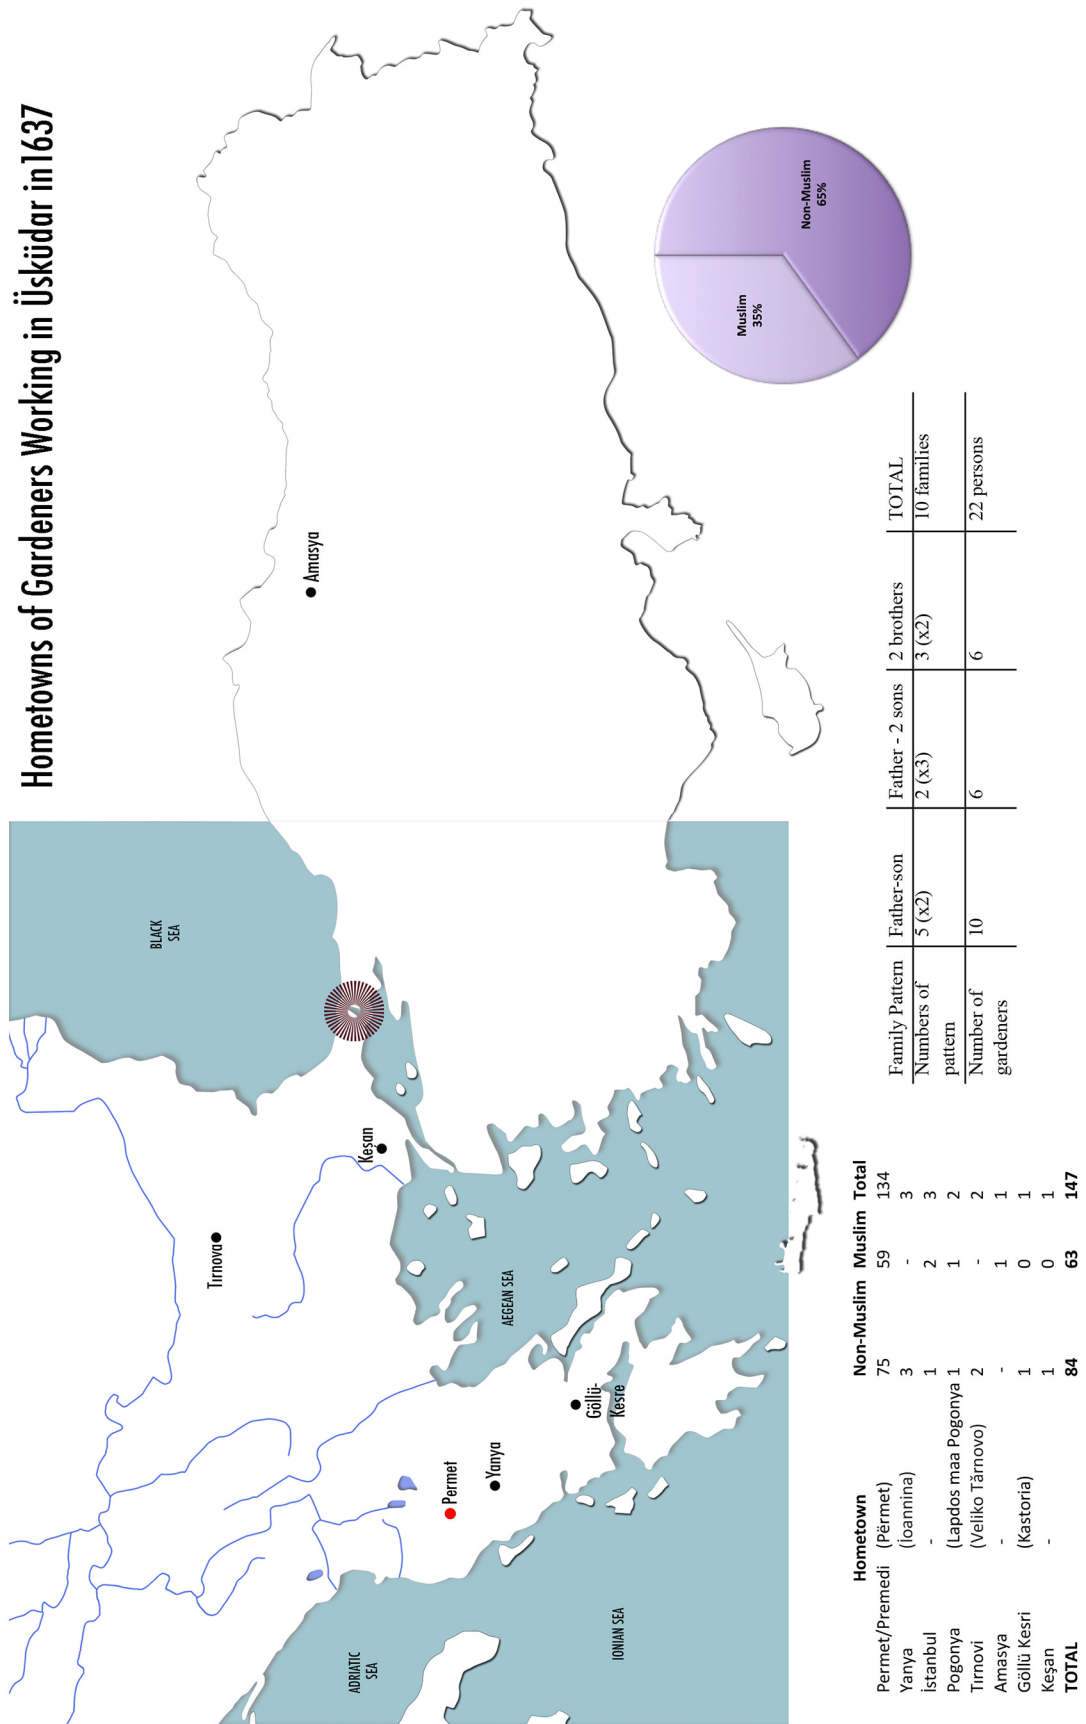 Hometowns of Gardeners Working in Üsküdar in1637
BLACK
SEA
Tırnova
Keşan
Amasya
AEGEAN SEA
Permet
Yanya
Göllü-
Kesre
ADRIATIC
SEA
IONIAN SEA
Muslim
35%
Non-Muslim
65%
Hometown Non-Muslim Muslim Total
Permet/Premedi (Përmet) 75 59 134
Yanya (ioannina) 3 - 3
İstanbul - 1 2 3
Pogonya (Lapdos maa Pogonya 1 1 2
Tırnovi (Veliko Tărnovo) 2 - 2
Amasya - - 1 1
Göllü Kesri (Kastoria) 1 0 1
Keşan - 1 0 1
TOTAL 84 63 147
Family Pattern Father-son Father - 2 sons 2 brothers TOTAL
Numbers of 5 (x2) 2 (x3) 3 (x2) 10 families
pattern
Number of 10 6 6 22 persons
gardeners